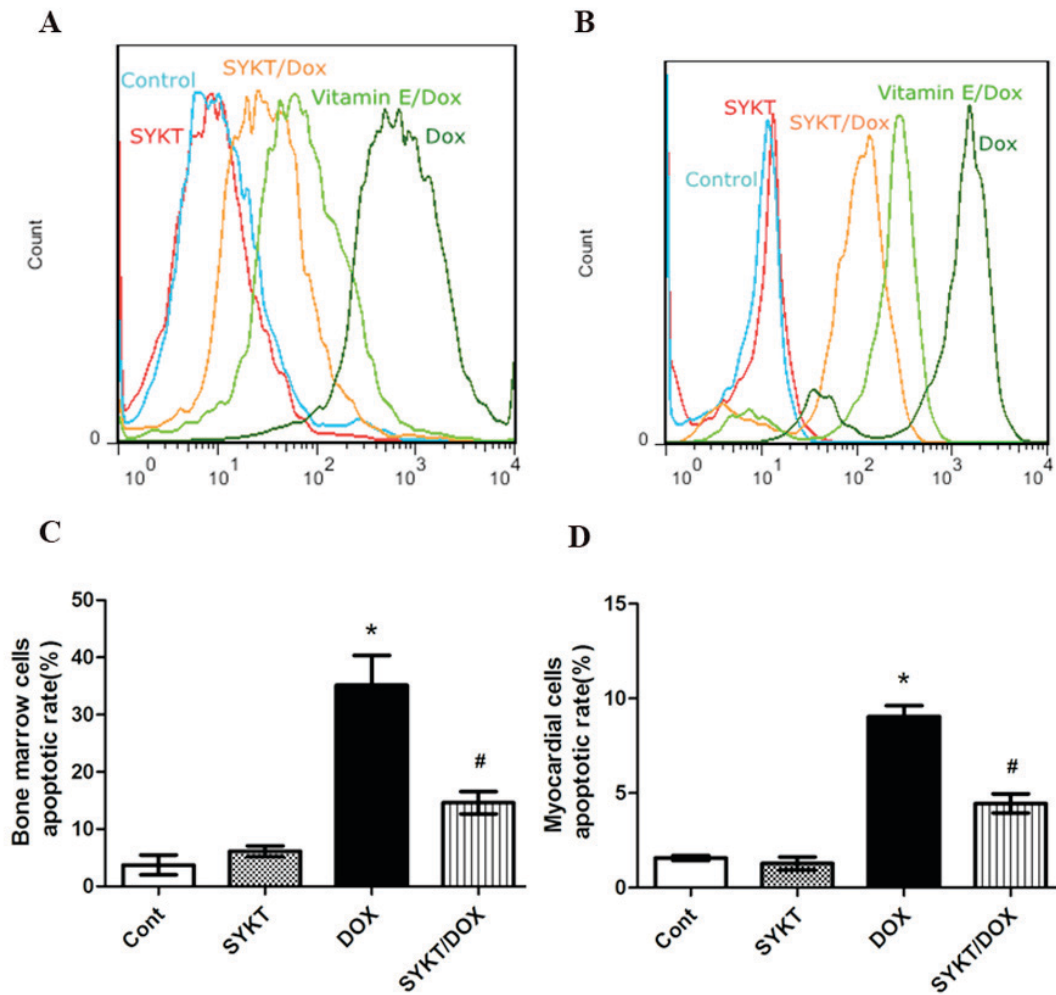 A
B
Control
SYKT/Dox
SYKT
Vitamin E/Dox
Dox
Count
0
10^0 10^1 10^2 10^3 10^4
Vitamin E/Dox
SYKT
SYKT/Dox
Dox
Control
Count
0
10^0 10^1 10^2 10^3 10^4
C
D
Bone marrow cells
apoptotic rate(%)
50
40
30
20
10
0
*
#
Cont
SYKT
DOX
SYKT/DOX
Myocardial cells
apoptotic rate(%)
15
10
5
0
*
#
Cont
SYKT
DOX
SYKT/DOX